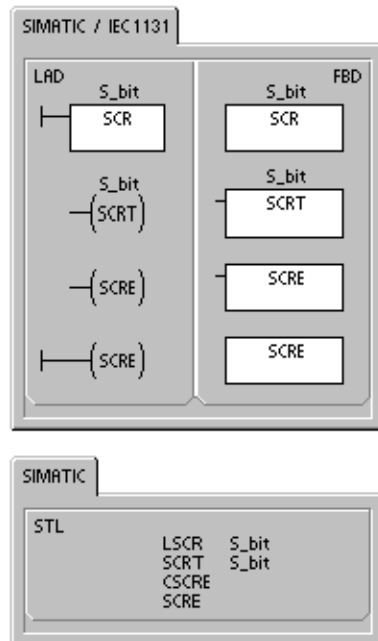 SIMATIC / IEC1131
LAD
FBD
S_bit
SCR
S_bit
SCR
S_bit
SCRT
S_bit
SCRT
SCRE
SCRE
SCRE
SCRE
SIMATIC
STL
LSCR S_bit
SCRT S_bit
CSCRE
SCRE